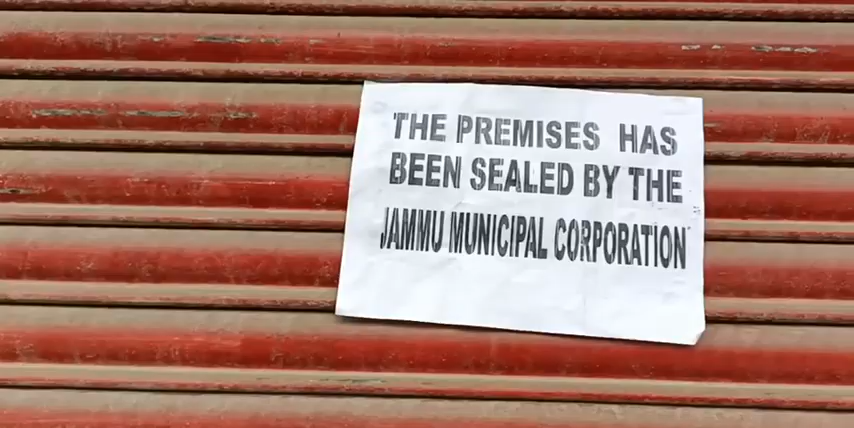 THE PREMISES HAS
BEEN SEALED BY THE
JAMMU MUNICIPAL CORPORATION